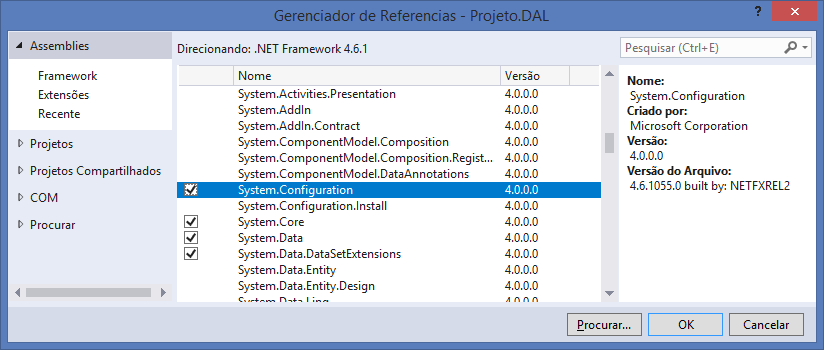 Gerenciador de Referencias - Projeto.DAL
? ×
Assemblies
Framework
Extensões
Recente
Projetos
Projetos Compartilhados
COM
Procurar
Direcionando: .NET Framework 4.6.1
Nome Versão
System.Activities.Presentation 4.0.0.0
System.AddIn 4.0.0.0
System.AddIn.Contract 4.0.0.0
System.ComponentModel.Composition 4.0.0.0
System.ComponentModel.Composition.Regist... 4.0.0.0
System.ComponentModel.DataAnnotations 4.0.0.0
System.Configuration 4.0.0.0
System.Configuration.Install 4.0.0.0
System.Core 4.0.0.0
System.Data 4.0.0.0
System.Data.DataSetExtensions 4.0.0.0
System.Data.Entity 4.0.0.0
System.Data.Entity.Design 4.0.0.0
System.Data.Linq 4.0.0.0
Pesquisar (Ctrl+E)
Nome:
System.Configuration
Criado por:
Microsoft Corporation
Versão:
4.0.0.0
Versão do Arquivo:
4.6.1055.0 built by: NETFXREL2
Procurar...
OK
Cancelar